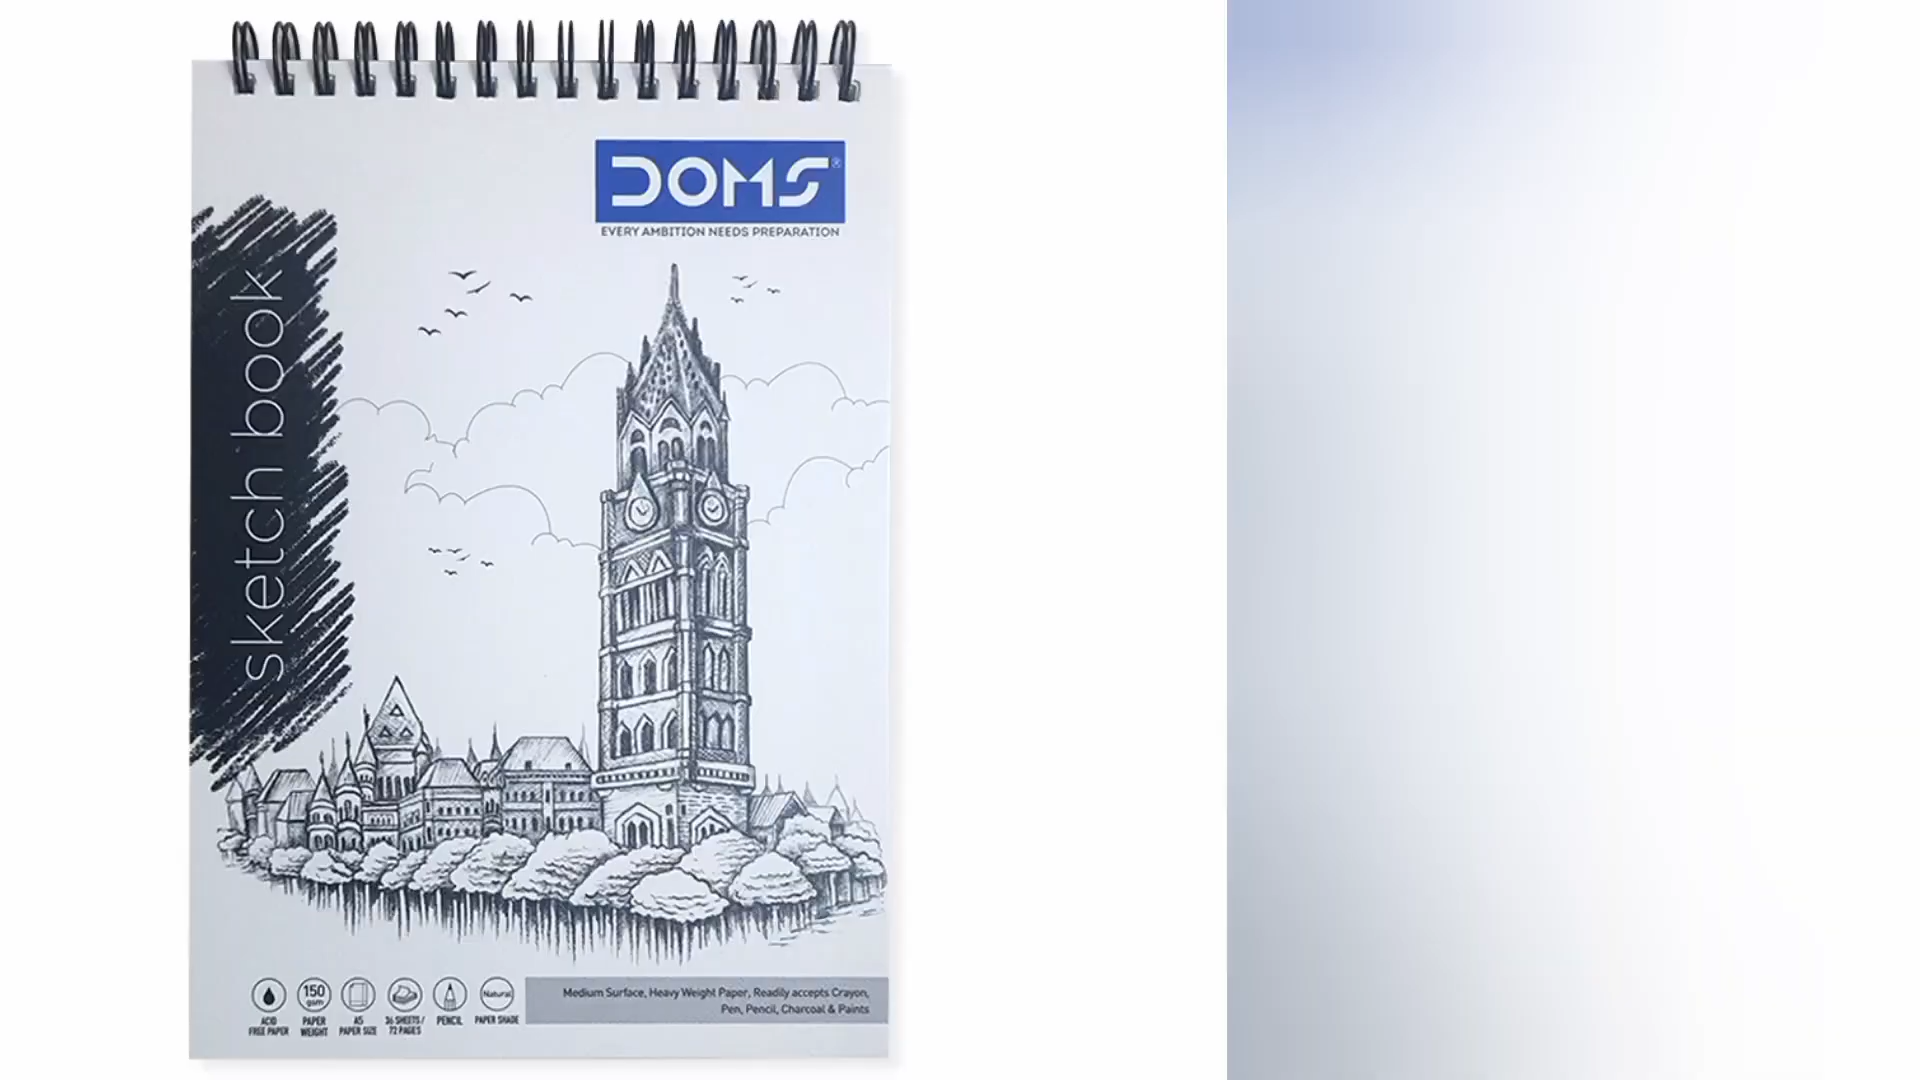 DOMS®
EVERY AMBITION NEEDS PREPARATION
sketch book
150
gsm
Natural
ACID
FREE PAPER
PAPER
WEIGHT
A5
PAPER SIZE
36 SHEETS /
72 PAGES
PENCIL
PAPER SHADE
Medium Surface, Heavy Weight Paper, Readily accepts Crayon,
Pen, Pencil, Charcoal & Paints